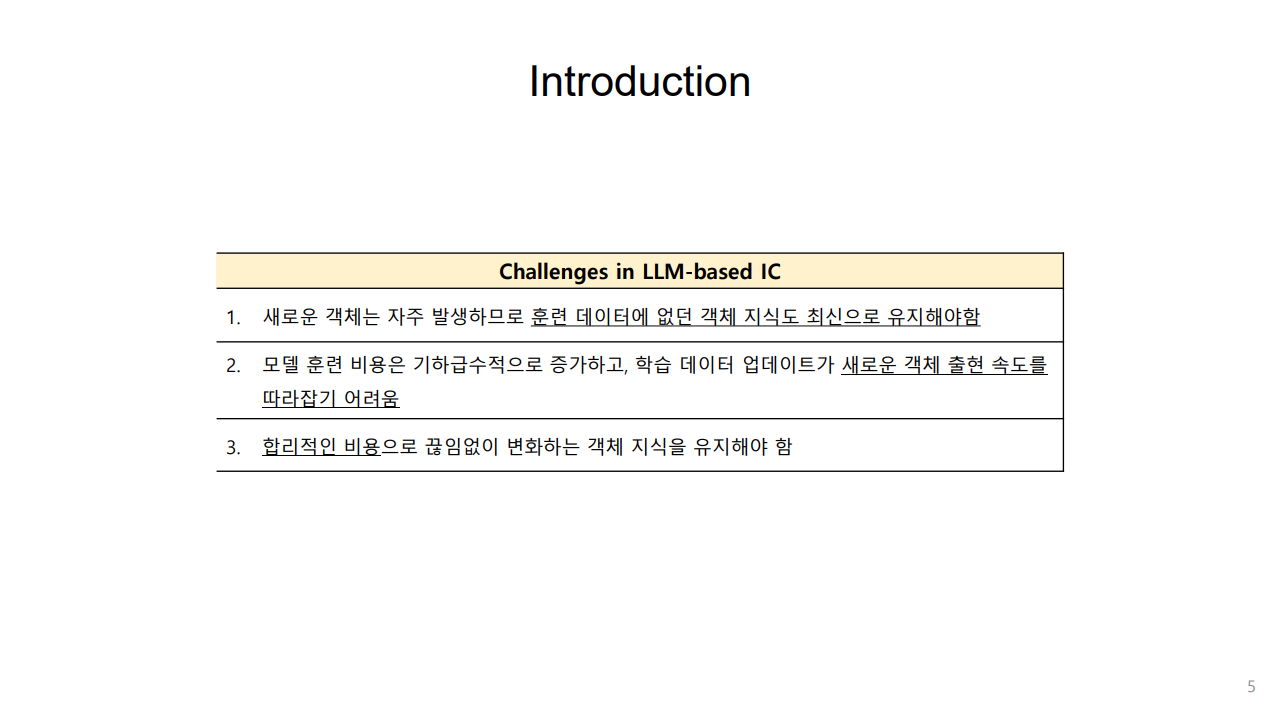 Introduction
Challenges in LLM-based IC
1. 새로운 객체는 자주 발생하므로 훈련 데이터에 없던 객체 지식도 최신으로 유지해야함
2. 모델 훈련 비용은 기하급수적으로 증가하고, 학습 데이터 업데이트가 새로운 객체 출현 속도를
따라잡기 어려움
3. 합리적인 비용으로 끊임없이 변화하는 객체 지식을 유지해야 함
5